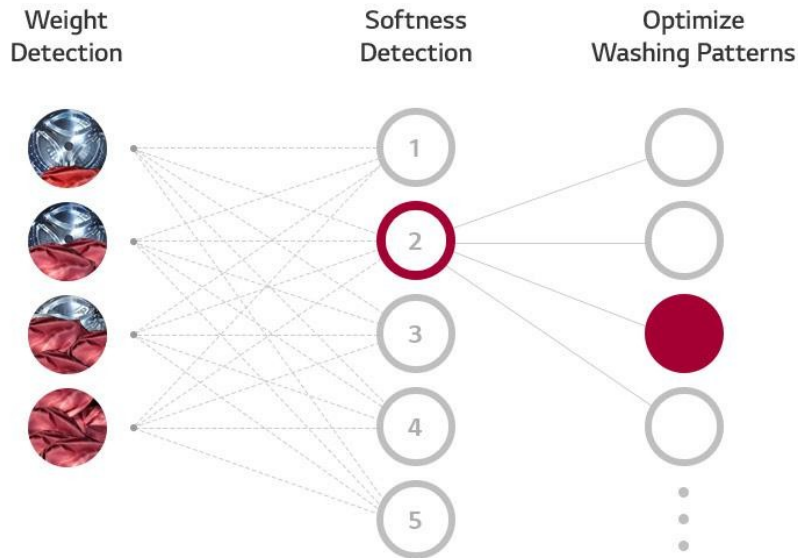 Weight
Detection
Softness
Detection
Optimize
Washing Patterns
1
2
3
4
5